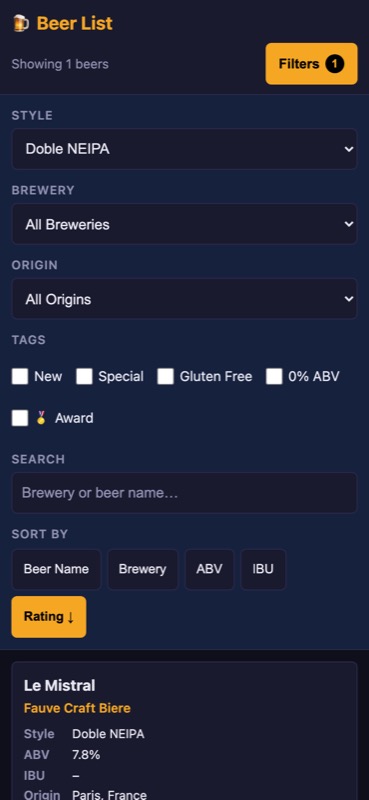 🍺 Beer List
Showing 1 beers
Filters 1
STYLE
Doble NEIPA
BREWERY
All Breweries
ORIGIN
All Origins
TAGS
New Special Gluten Free 0% ABV
🏅 Award
SEARCH
Brewery or beer name...
SORT BY
Beer Name Brewery ABV IBU
Rating ↓
Le Mistral
Fauve Craft Biere
Style Doble NEIPA
ABV 7.8%
IBU –
Origin Paris, France